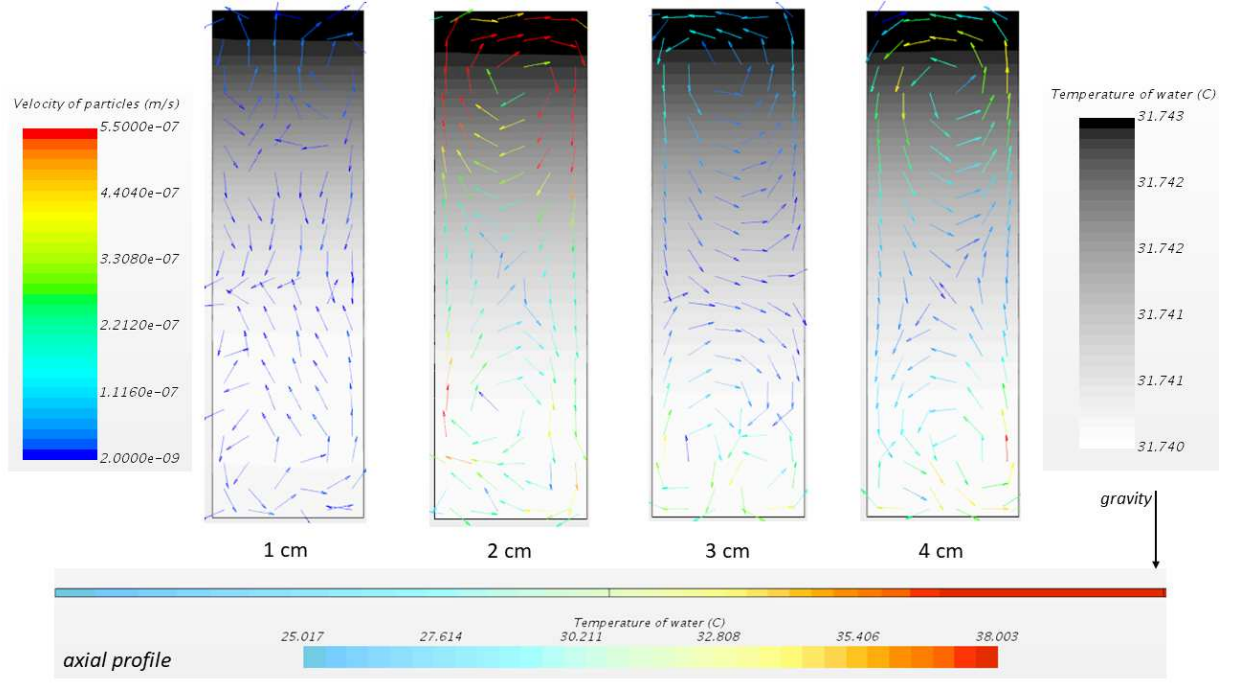 Velocity of particles (m/s)
5.5000e-07
4.4040e-07
3.3080e-07
2.2120e-07
1.1160e-07
2.0000e-09
Temperature of water (C)
31.743
31.742
31.742
31.741
31.741
31.740
gravity
1 cm
2 cm
3 cm
4 cm
Temperature of water (C)
25.017 27.614 30.211 32.808 35.406 38.003
axial profile